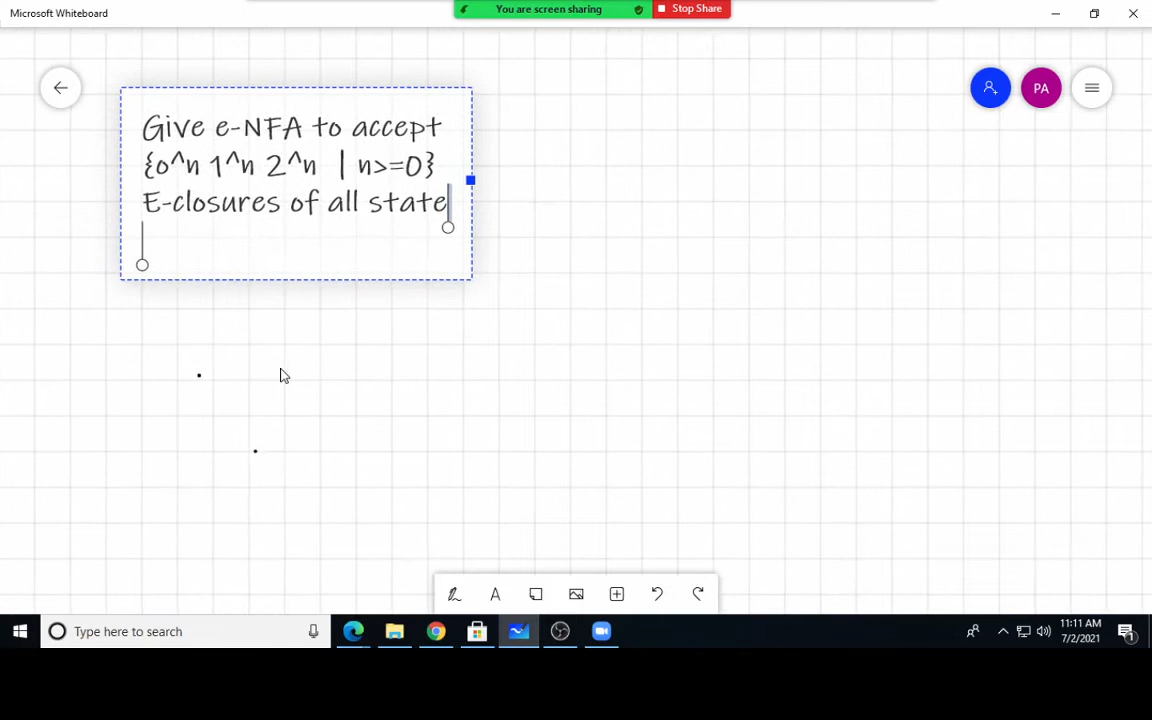 You are screen sharing
Stop Share
Microsoft Whiteboard
PA
Give e-NFA to accept
{o^n 1^n 2^n | n>=0}
E-closures of all state
A
Type here to search
11:11 AM
7/2/2021
1